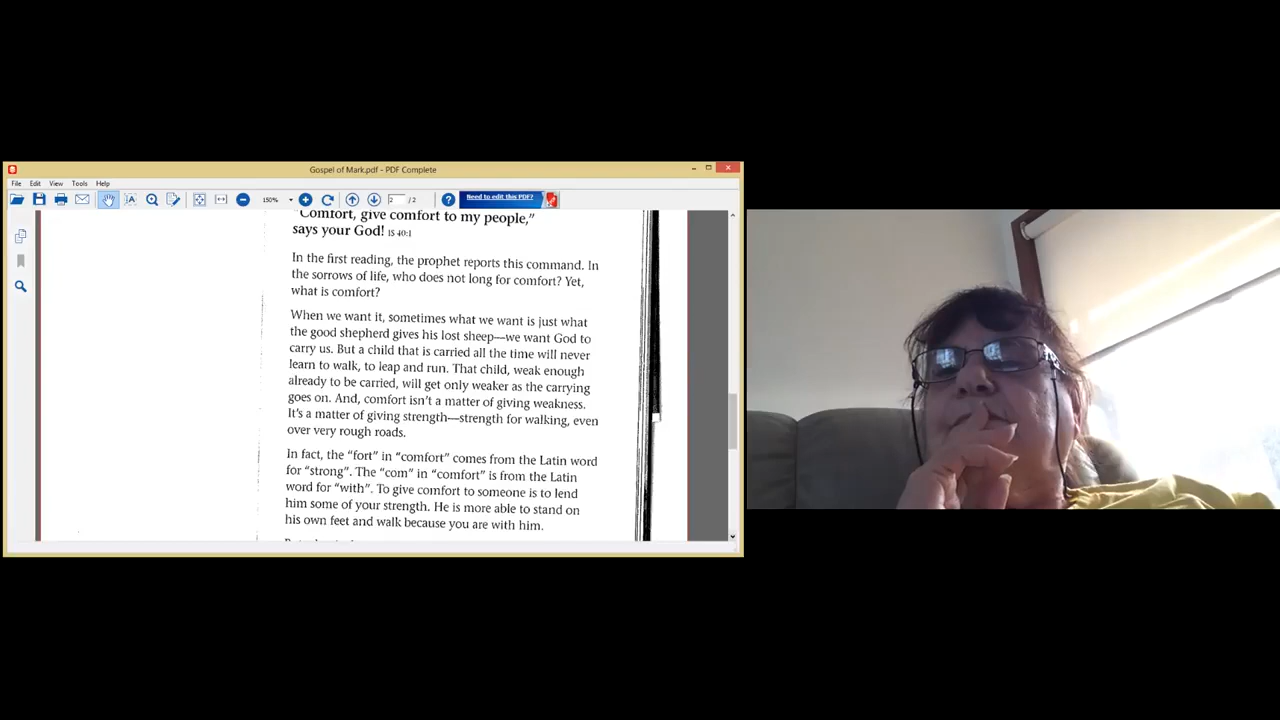 Gospel of Mark.pdf - PDF Complete
File Edit View Tools Help
150% 2 / 2 Need to edit this PDF?
"Comfort, give comfort to my people,"
says your God! IS 40:1
In the first reading, the prophet reports this command. In
the sorrows of life, who does not long for comfort? Yet,
what is comfort?
When we want it, sometimes what we want is just what
the good shepherd gives his lost sheep—we want God to
carry us. But a child that is carried all the time will never
learn to walk, to leap and run. That child, weak enough
already to be carried, will get only weaker as the carrying
goes on. And, comfort isn't a matter of giving weakness.
It's a matter of giving strength—strength for walking, even
over very rough roads.
In fact, the "fort" in "comfort" comes from the Latin word
for "strong". The "com" in "comfort" is from the Latin
word for "with". To give comfort to someone is to lend
him some of your strength. He is more able to stand on
his own feet and walk because you are with him.